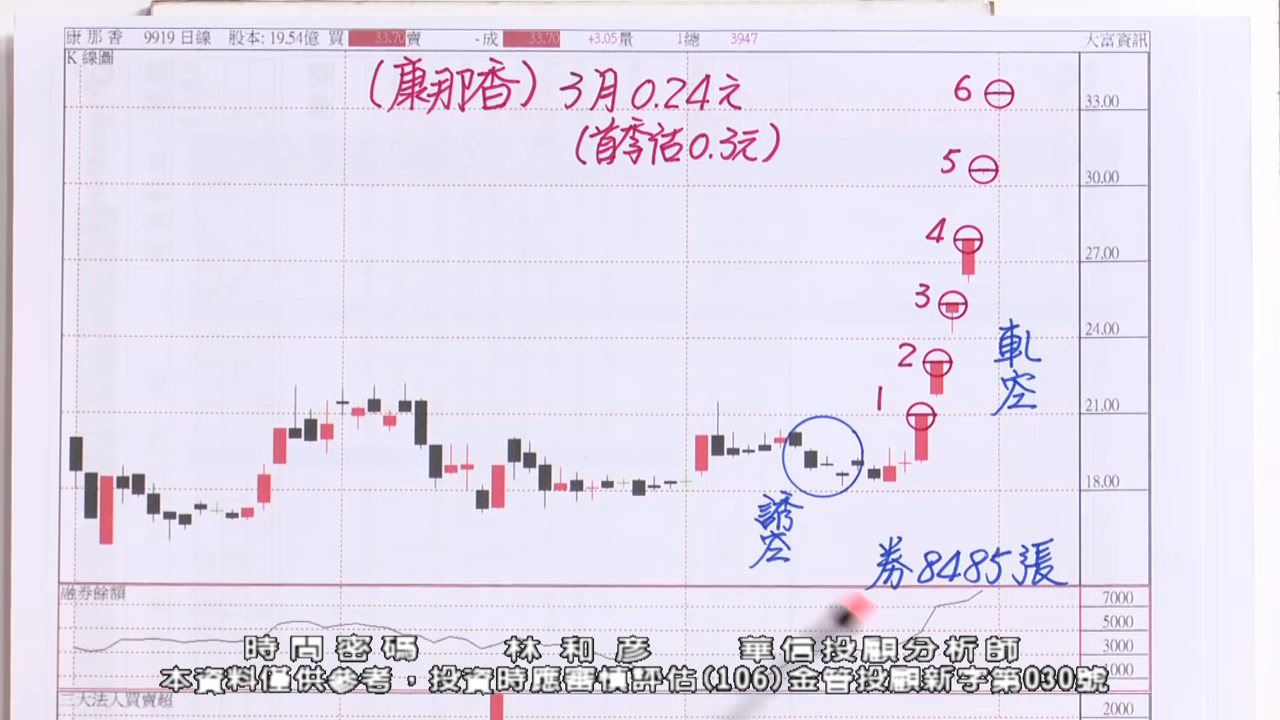 康那香 9919 日線 股本: 19.54億 買 33.70 賣 -成 33.70 +3.05量 1總 3947 大富資訊
K 線圖
(康那香) 3月 0.24元
(首季估0.3元)
6
5
4
3
2
1
33.00
30.00
27.00
24.00
21.00
18.00
軋空
誘空
券8485張
融券餘額
7000
5000
3000
1000
時間密碼 林和彥 華信投顧分析師
本資料僅供參考，投資時應審慎評估(106)金管投顧新字第030號
三大法人買賣超
2000